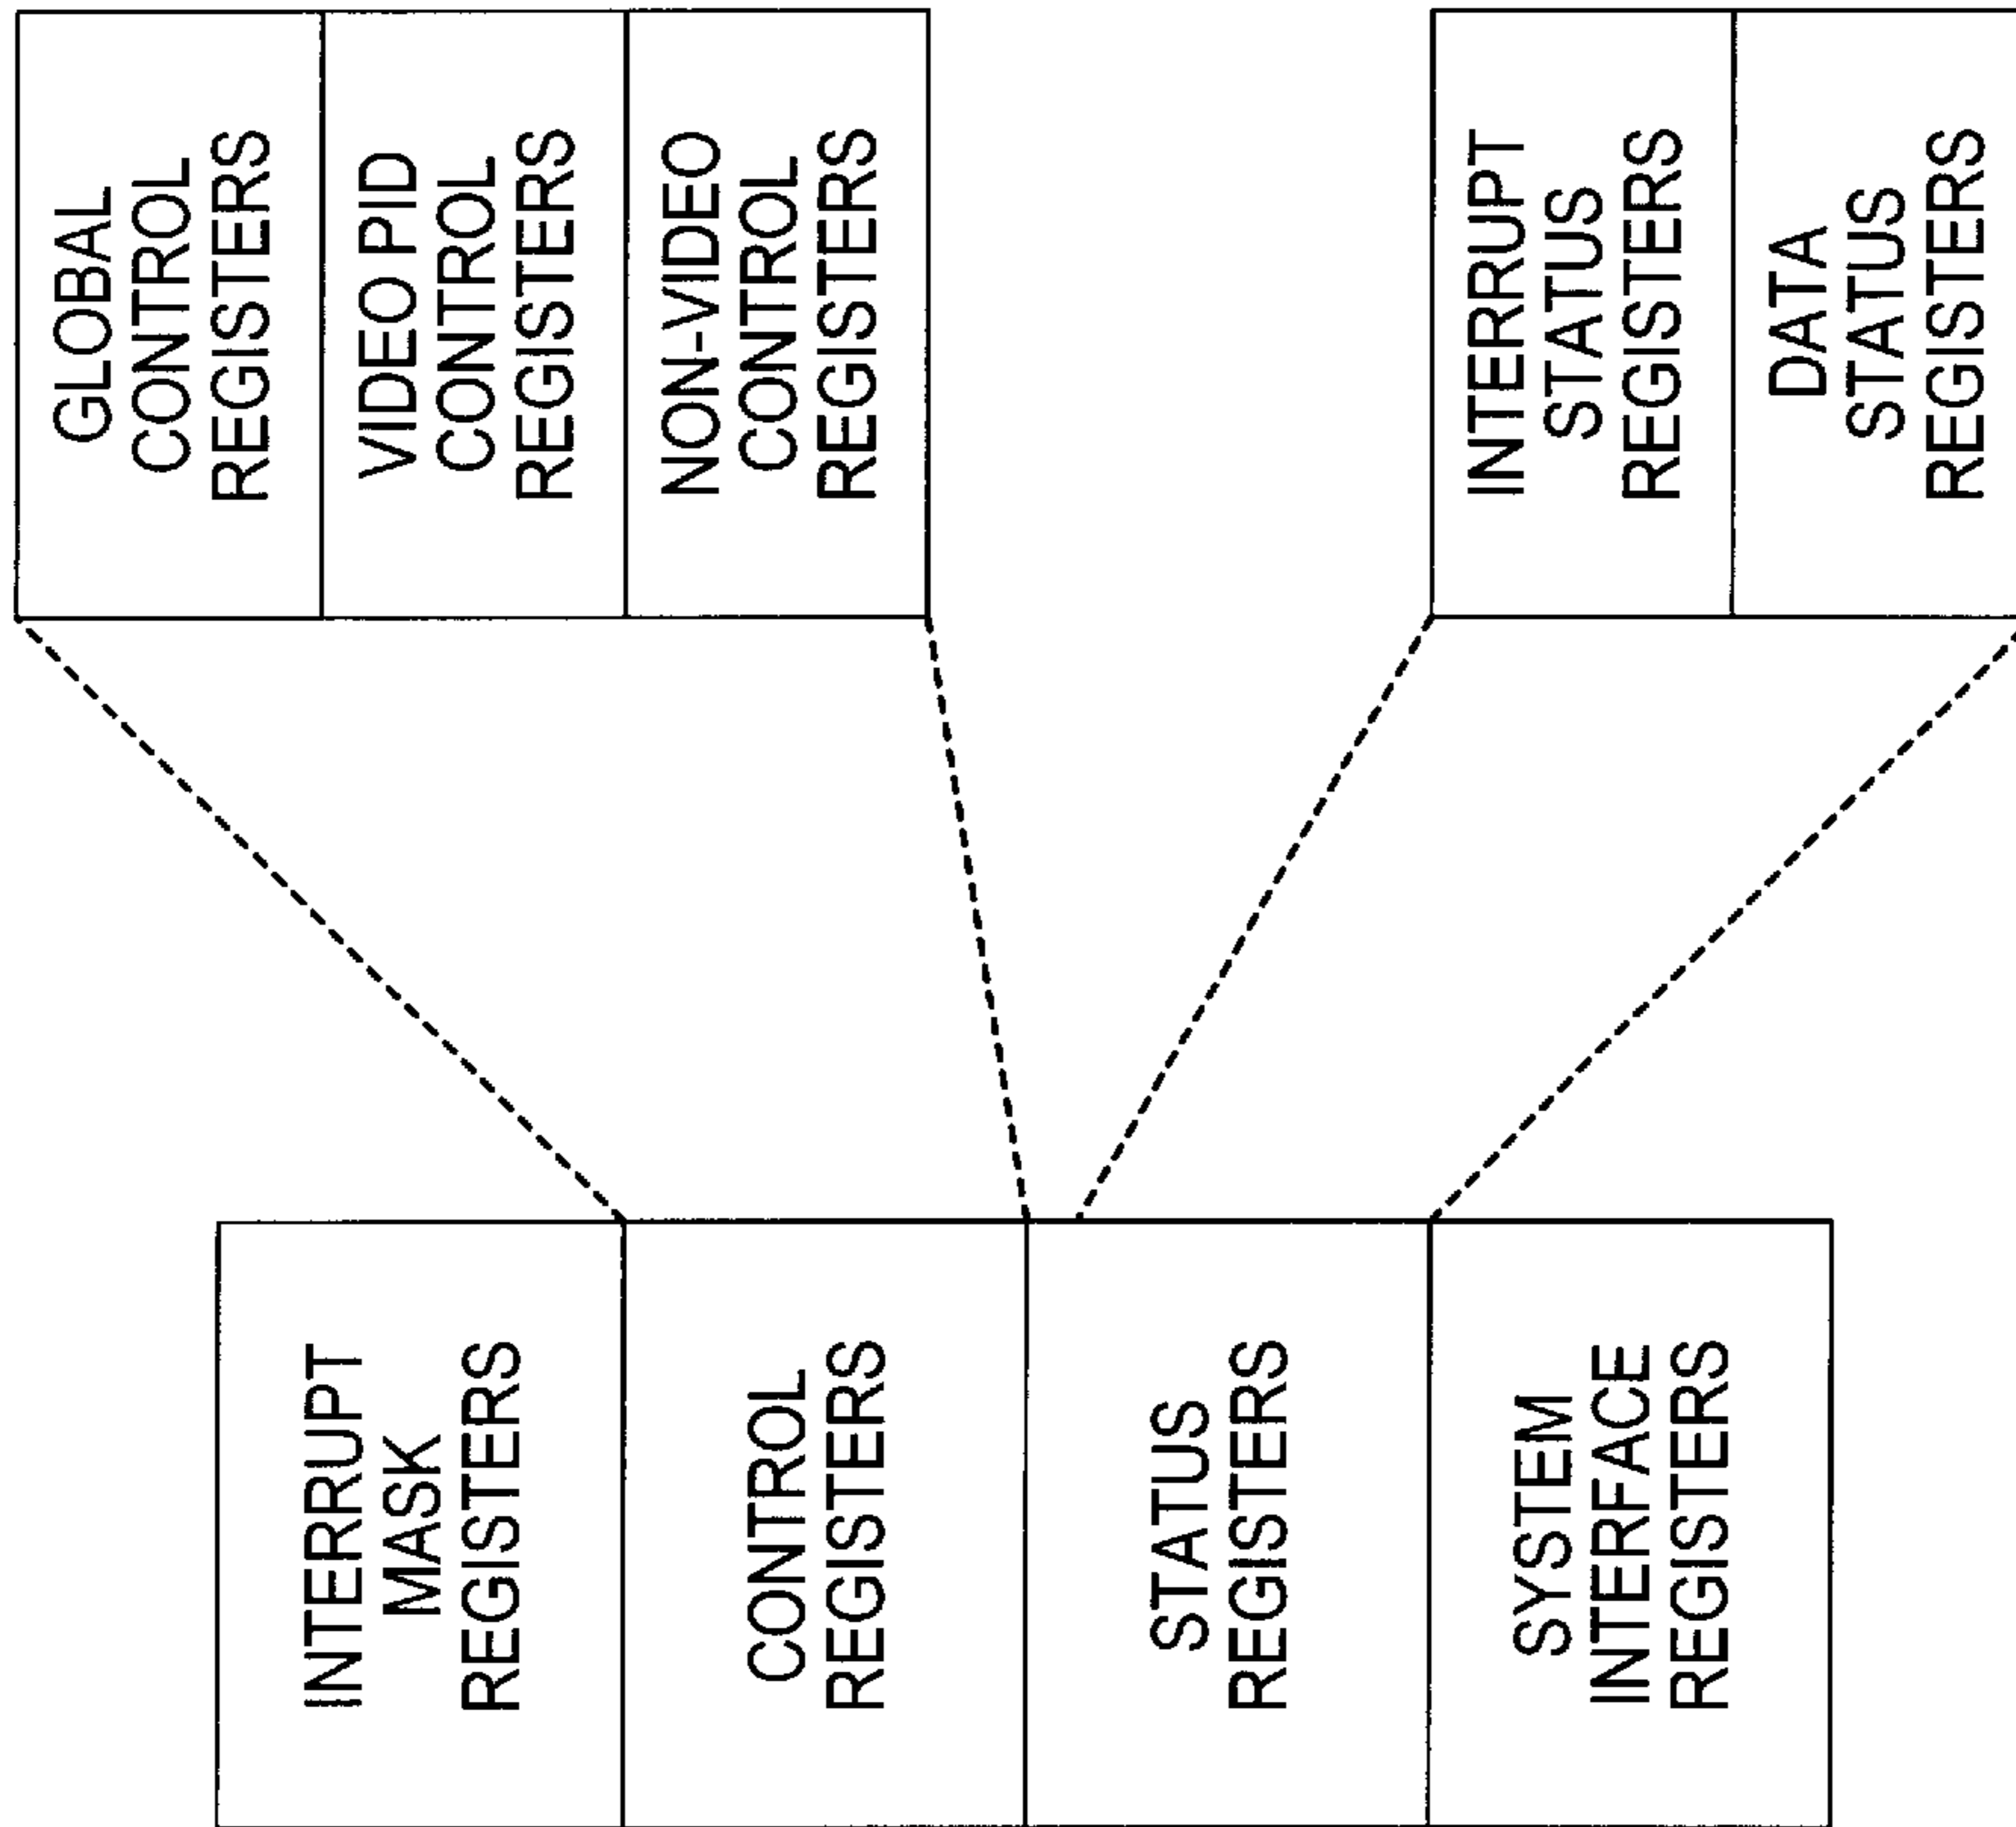 INTERRUPT
MASK
REGISTERS
CONTROL
REGISTERS
STATUS
REGISTERS
SYSTEM
INTERFACE
REGISTERS
GLOBAL
CONTROL
REGISTERS
VIDEO PID
CONTROL
REGISTERS
NON-VIDEO
CONTROL
REGISTERS
INTERRUPT
STATUS
REGISTERS
DATA
STATUS
REGISTERS